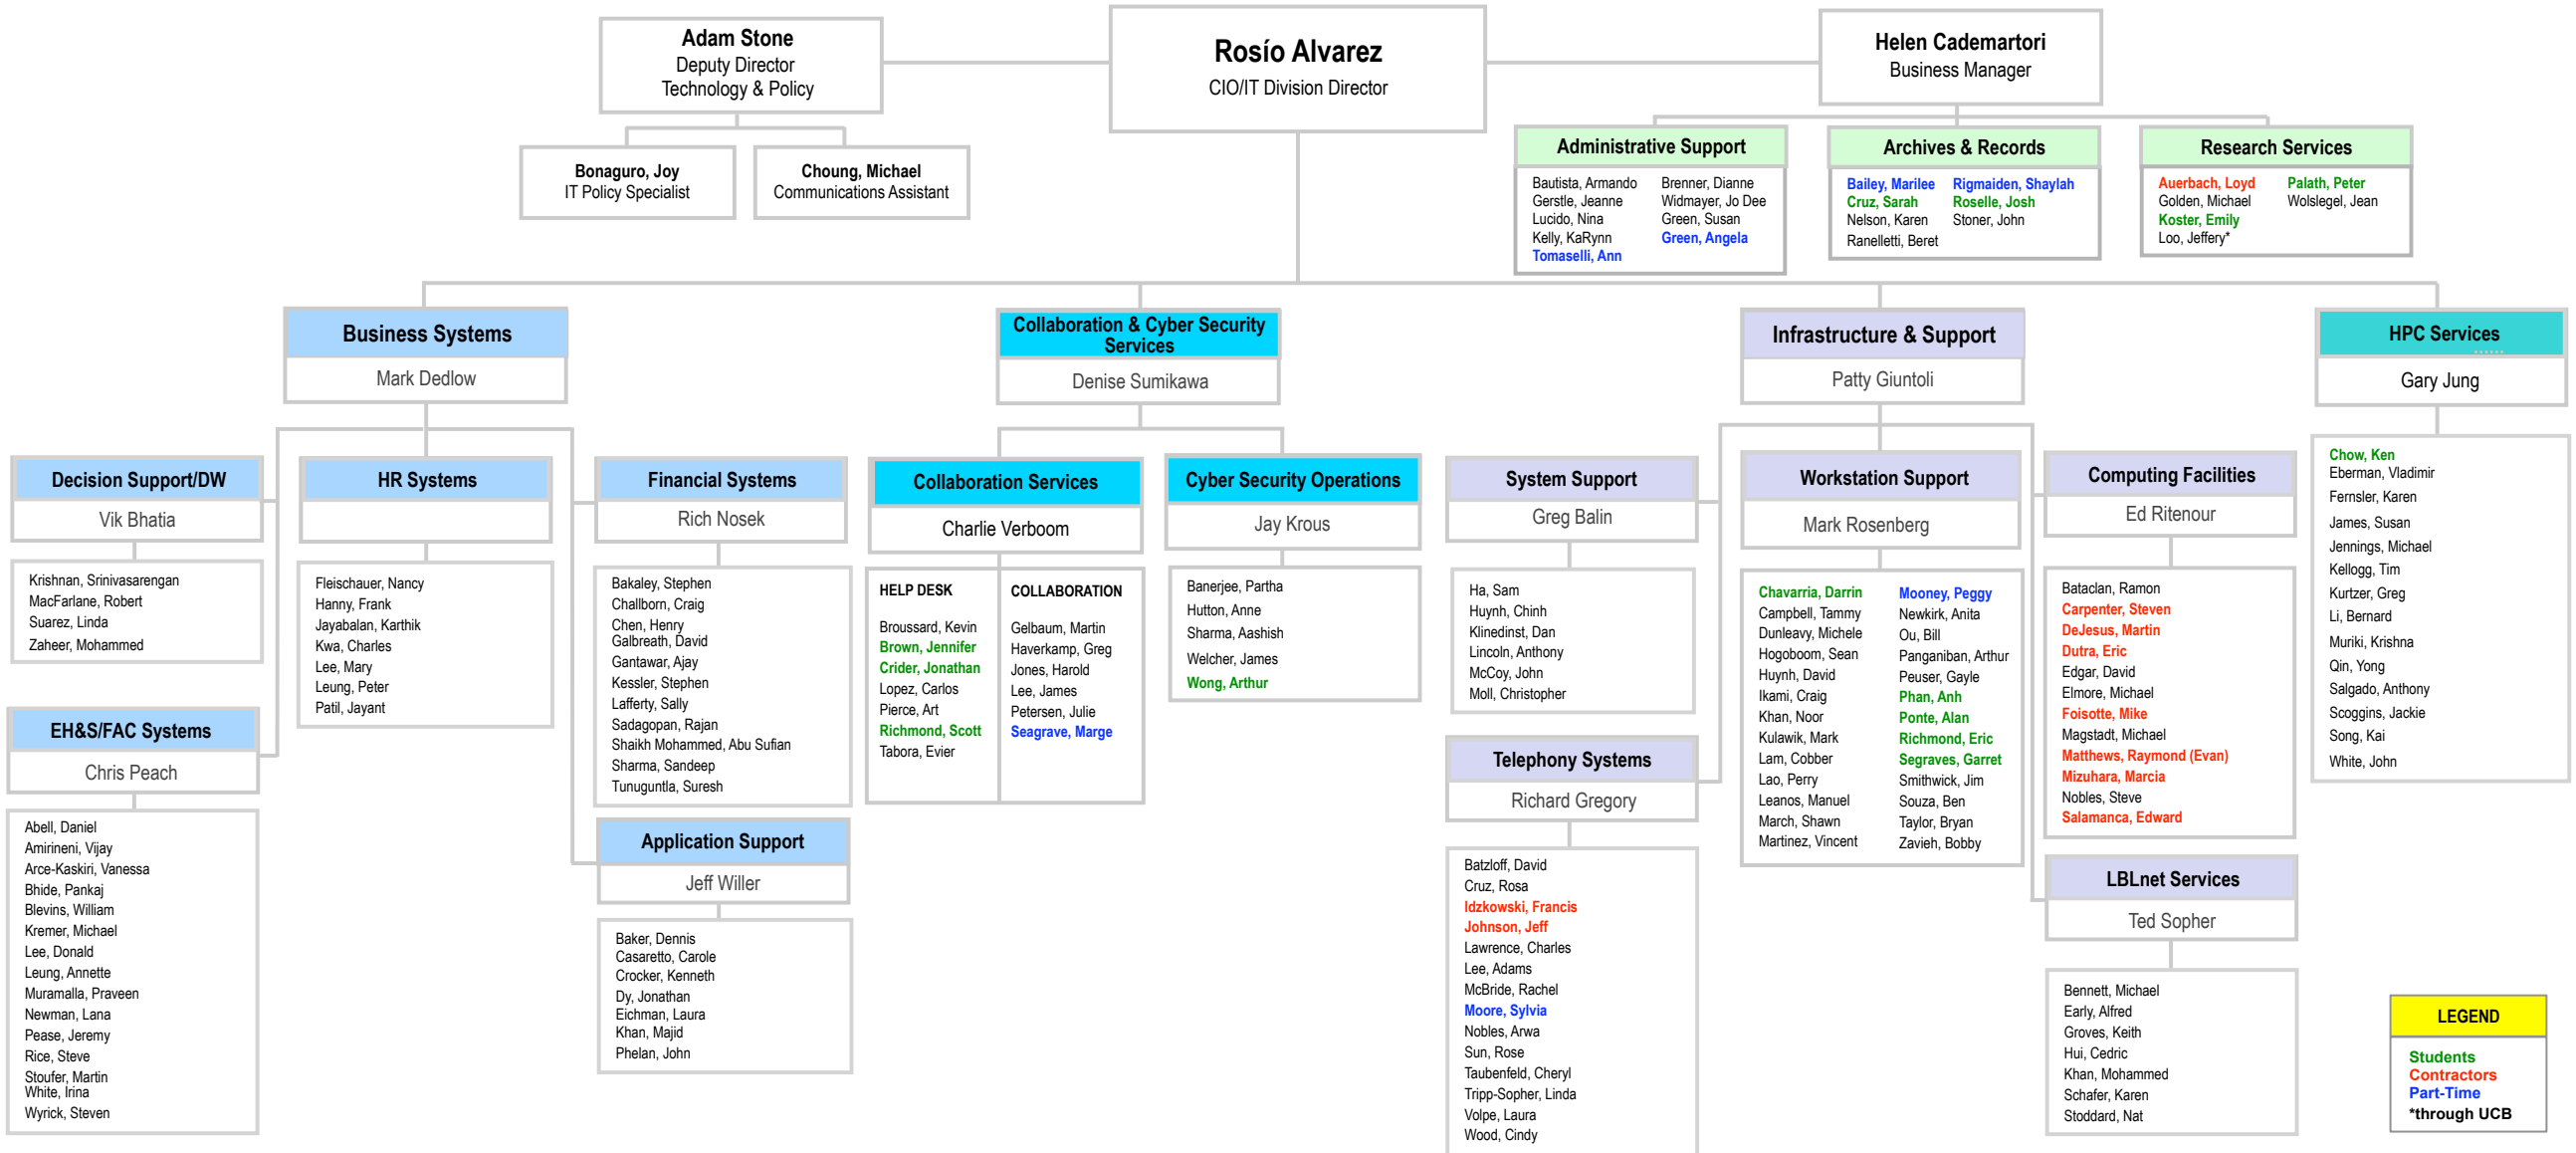 Adam Stone
Deputy Director
Technology & Policy
Rosío Alvarez
CIO/IT Division Director
Helen Cademartori
Business Manager
Bonaguro, Joy
IT Policy Specialist
Choung, Michael
Communications Assistant
Administrative Support
Bautista, Armando
Gerstle, Jeanne
Lucido, Nina
Kelly, KaRynn
Tomaselli, Ann
Brenner, Dianne
Widmayer, Jo Dee
Green, Susan
Green, Angela
Archives & Records
Bailey, Marilee
Cruz, Sarah
Nelson, Karen
Ranelletti, Beret
Rigmaiden, Shaylah
Roselle, Josh
Stoner, John
Research Services
Auerbach, Loyd
Golden, Michael
Koster, Emily
Loo, Jeffery*
Palath, Peter
Wolslegel, Jean
Business Systems
Mark Dedlow
Collaboration & Cyber Security
Services
Denise Sumikawa
Infrastructure & Support
Patty Giuntoli
HPC Services
Gary Jung
Decision Support/DW
Vik Bhatia
Krishnan, Srinivasarengan
MacFarlane, Robert
Suarez, Linda
Zaheer, Mohammed
EH&S/FAC Systems
Chris Peach
Abell, Daniel
Amirineni, Vijay
Arce-Kaskiri, Vanessa
Bhide, Pankaj
Blevins, William
Kremer, Michael
Lee, Donald
Leung, Annette
Muramalla, Praveen
Newman, Lana
Pease, Jeremy
Rice, Steve
Stoufer, Martin
White, Irina
Wyrick, Steven
HR Systems
Fleischauer, Nancy
Hanny, Frank
Jayabalan, Karthik
Kwa, Charles
Lee, Mary
Leung, Peter
Patil, Jayant
Financial Systems
Rich Nosek
Bakaley, Stephen
Challborn, Craig
Chen, Henry
Galbreath, David
Gantawar, Ajay
Kessler, Stephen
Lafferty, Sally
Sadagopan, Rajan
Shaikh Mohammed, Abu Sufian
Sharma, Sandeep
Tunuguntla, Suresh
Application Support
Jeff Willer
Baker, Dennis
Casaretto, Carole
Crocker, Kenneth
Dy, Jonathan
Eichman, Laura
Khan, Majid
Phelan, John
Collaboration Services
Charlie Verboom
HELP DESK
Broussard, Kevin
Brown, Jennifer
Crider, Jonathan
Lopez, Carlos
Pierce, Art
Richmond, Scott
Tabora, Evier
COLLABORATION
Gelbaum, Martin
Haverkamp, Greg
Jones, Harold
Lee, James
Petersen, Julie
Seagrave, Marge
Cyber Security Operations
Jay Krous
Banerjee, Partha
Hutton, Anne
Sharma, Aashish
Welcher, James
Wong, Arthur
System Support
Greg Balin
Ha, Sam
Huynh, Chinh
Klinedinst, Dan
Lincoln, Anthony
McCoy, John
Moll, Christopher
Telephony Systems
Richard Gregory
Batzloff, David
Cruz, Rosa
Idzkowski, Francis
Johnson, Jeff
Lawrence, Charles
Lee, Adams
McBride, Rachel
Moore, Sylvia
Nobles, Arwa
Sun, Rose
Taubenfeld, Cheryl
Tripp-Sopher, Linda
Volpe, Laura
Wood, Cindy
Workstation Support
Mark Rosenberg
Chavarria, Darrin
Campbell, Tammy
Dunleavy, Michele
Hogoboom, Sean
Huynh, David
Ikami, Craig
Khan, Noor
Kulawik, Mark
Lam, Cobber
Lao, Perry
Leanos, Manuel
March, Shawn
Martinez, Vincent
Mooney, Peggy
Newkirk, Anita
Ou, Bill
Panganiban, Arthur
Peuser, Gayle
Phan, Anh
Ponte, Alan
Richmond, Eric
Segraves, Garret
Smithwick, Jim
Souza, Ben
Taylor, Bryan
Zavieh, Bobby
Computing Facilities
Ed Ritenour
Bataclan, Ramon
Carpenter, Steven
DeJesus, Martin
Dutra, Eric
Edgar, David
Elmore, Michael
Foisotte, Mike
Magstadt, Michael
Matthews, Raymond (Evan)
Mizuhara, Marcia
Nobles, Steve
Salamanca, Edward
LBLnet Services
Ted Sopher
Bennett, Michael
Early, Alfred
Groves, Keith
Hui, Cedric
Khan, Mohammed
Schafer, Karen
Stoddard, Nat
Chow, Ken
Eberman, Vladimir
Fernsler, Karen
James, Susan
Jennings, Michael
Kellogg, Tim
Kurtzer, Greg
Li, Bernard
Muriki, Krishna
Qin, Yong
Salgado, Anthony
Scoggins, Jackie
Song, Kai
White, John
LEGEND
Students
Contractors
Part-Time
*through UCB